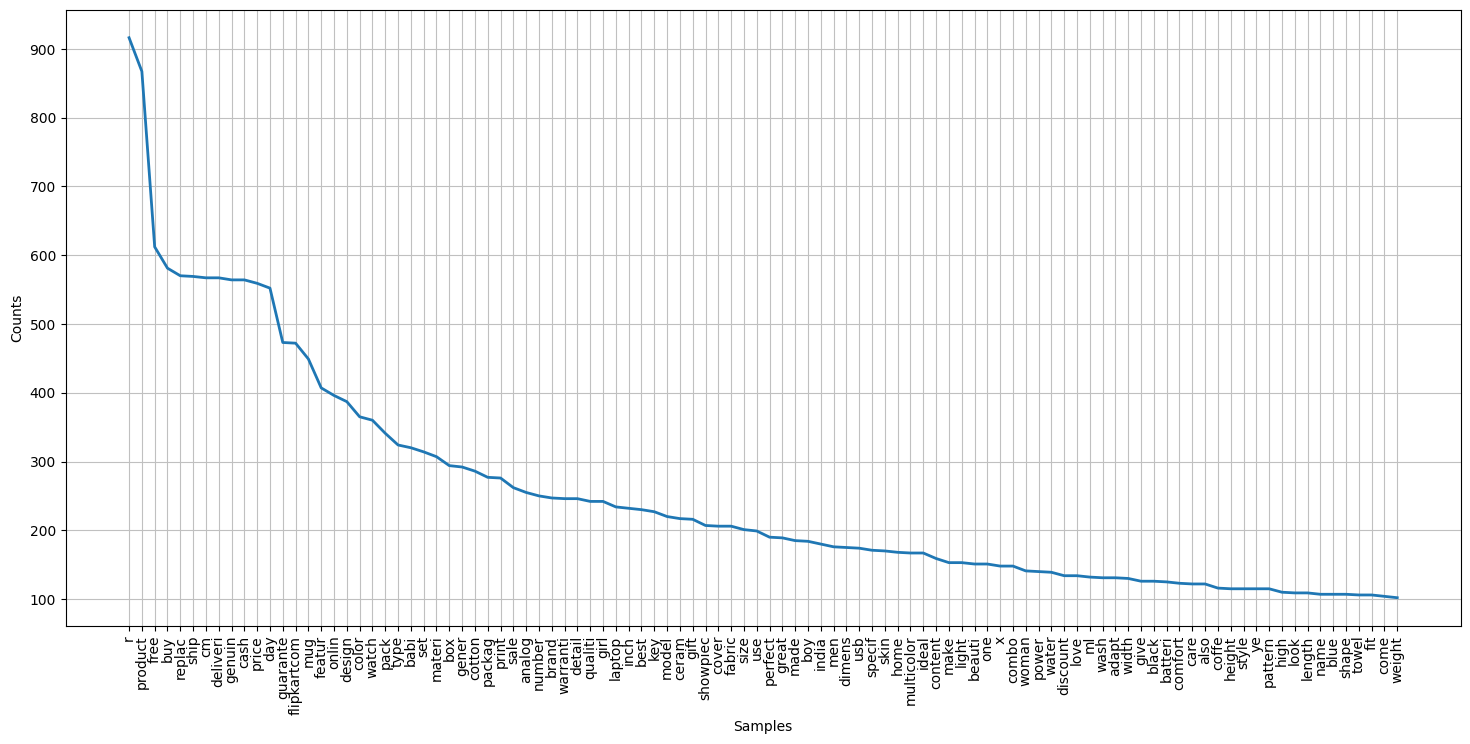 900
800
700
600
500
400
300
200
100
Counts
r
product
free
buy
replac
ship
cm
deliveri
genuin
cash
price
day
guarante
flipkartcom
mug
featur
onlin
design
color
watch
pack
type
babi
set
materi
box
gener
cotton
packag
print
sale
analog
number
brand
warranti
detail
qualiti
girl
laptop
inch
best
key
model
ceram
gift
showpiec
cover
fabric
size
use
perfect
great
made
boy
india
men
dimens
usb
specif
skin
home
multicolor
ideal
content
make
light
beauti
one
x
combo
woman
power
water
discount
love
ml
wash
adapt
width
give
black
batteri
comfort
care
also
coffe
height
style
ye
pattern
high
look
length
name
blue
shape
towel
fit
come
weight
Samples